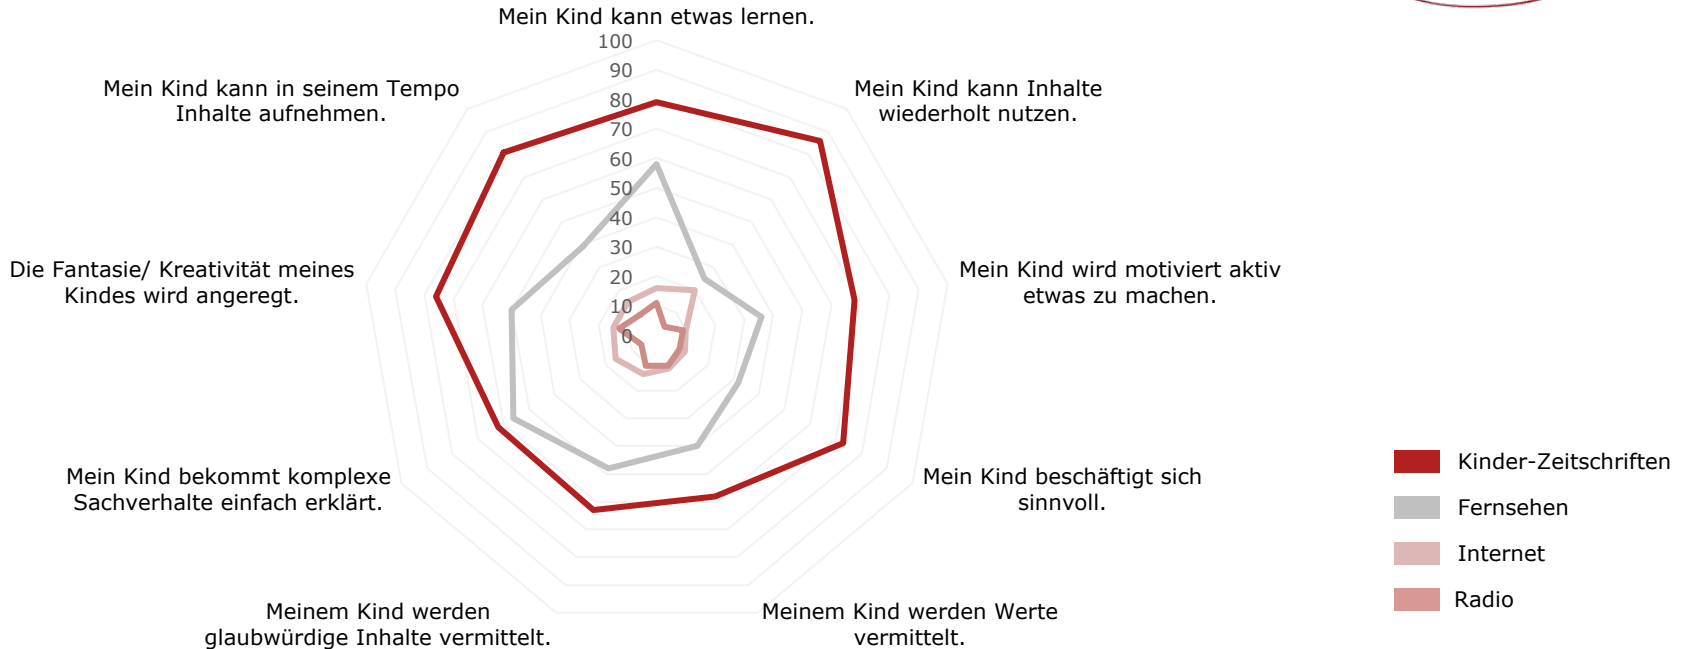 Mein Kind kann etwas lernen.
100
90
80
70
60
50
40
30
20
10
0
Mein Kind kann Inhalte
wiederholt nutzen.
Mein Kind wird motiviert aktiv
etwas zu machen.
Mein Kind beschäftigt sich
sinnvoll.
Meinem Kind werden Werte
vermittelt.
Meinem Kind werden
glaubwürdige Inhalte vermittelt.
Mein Kind bekommt komplexe
Sachverhalte einfach erklärt.
Die Fantasie/ Kreativität meines
Kindes wird angeregt.
Mein Kind kann in seinem Tempo
Inhalte aufnehmen.
Kinder-Zeitschriften
Fernsehen
Internet
Radio